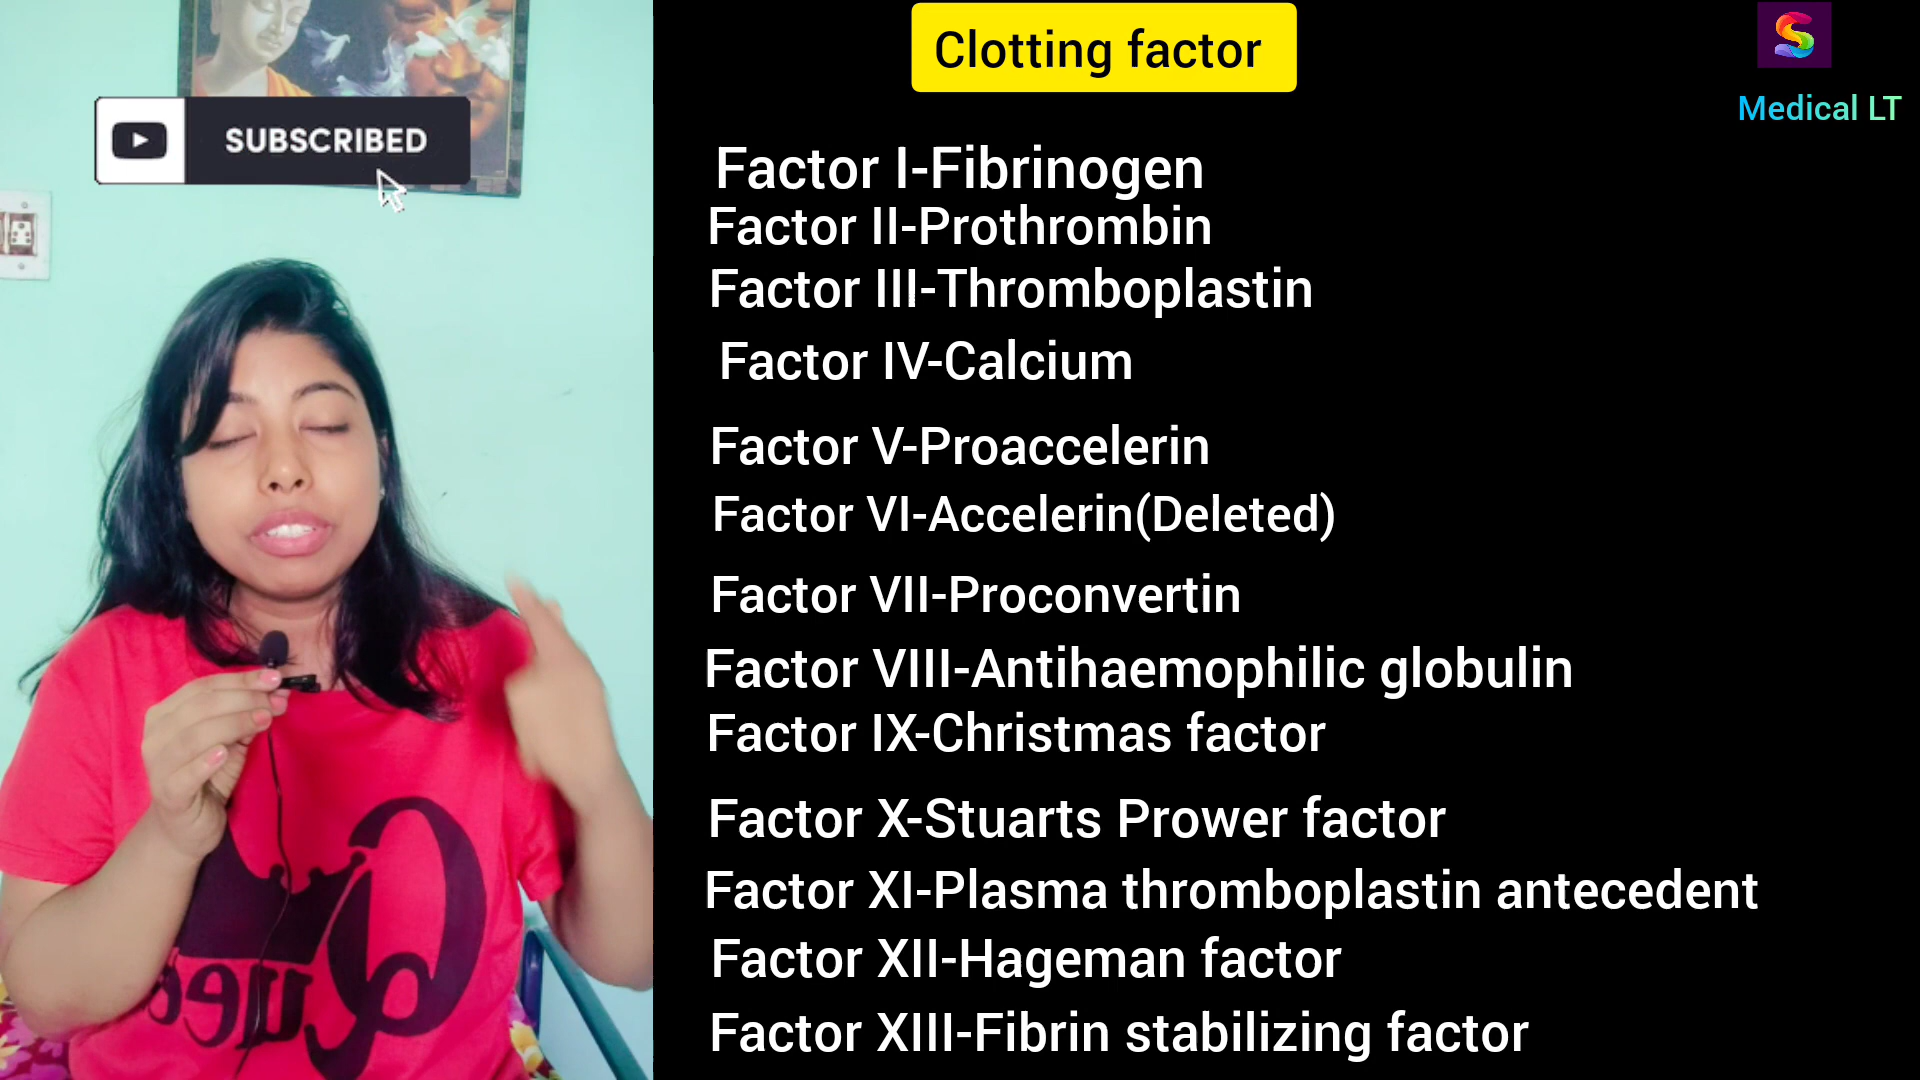 Clotting factor
Medical LT
SUBSCRIBED
Factor I-Fibrinogen
Factor II-Prothrombin
Factor III-Thromboplastin
Factor IV-Calcium
Factor V-Proaccelerin
Factor VI-Accelerin(Deleted)
Factor VII-Proconvertin
Factor VIII-Antihaemophilic globulin
Factor IX-Christmas factor
Factor X-Stuarts Prower factor
Factor XI-Plasma thromboplastin antecedent
Factor XII-Hageman factor
Factor XIII-Fibrin stabilizing factor